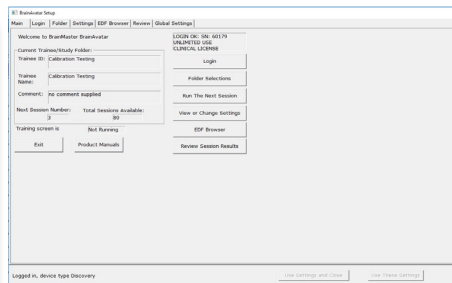 BrainAvatar Setup
Main Login Folder Settings EDF Browser Review Global Settings
Welcome to BrainMaster BrainAvatar
Current Trainee/Study Folder:
Trainee ID: Calibration Testing
Trainee Name: Calibration Testing
Comment: no comment supplied
Next Session Number: Total Sessions Available:
3 80
Training screen is Not Running
Exit Product Manuals
LOGIN OK: SN: 60179
UNLIMITED USE
CLINICAL LICENSE
Login
Folder Selections
Run The Next Session
View or Change Settings
EDF Browser
Review Session Results
Logged in, device type Discovery
Use Settings and Close Use These Settings